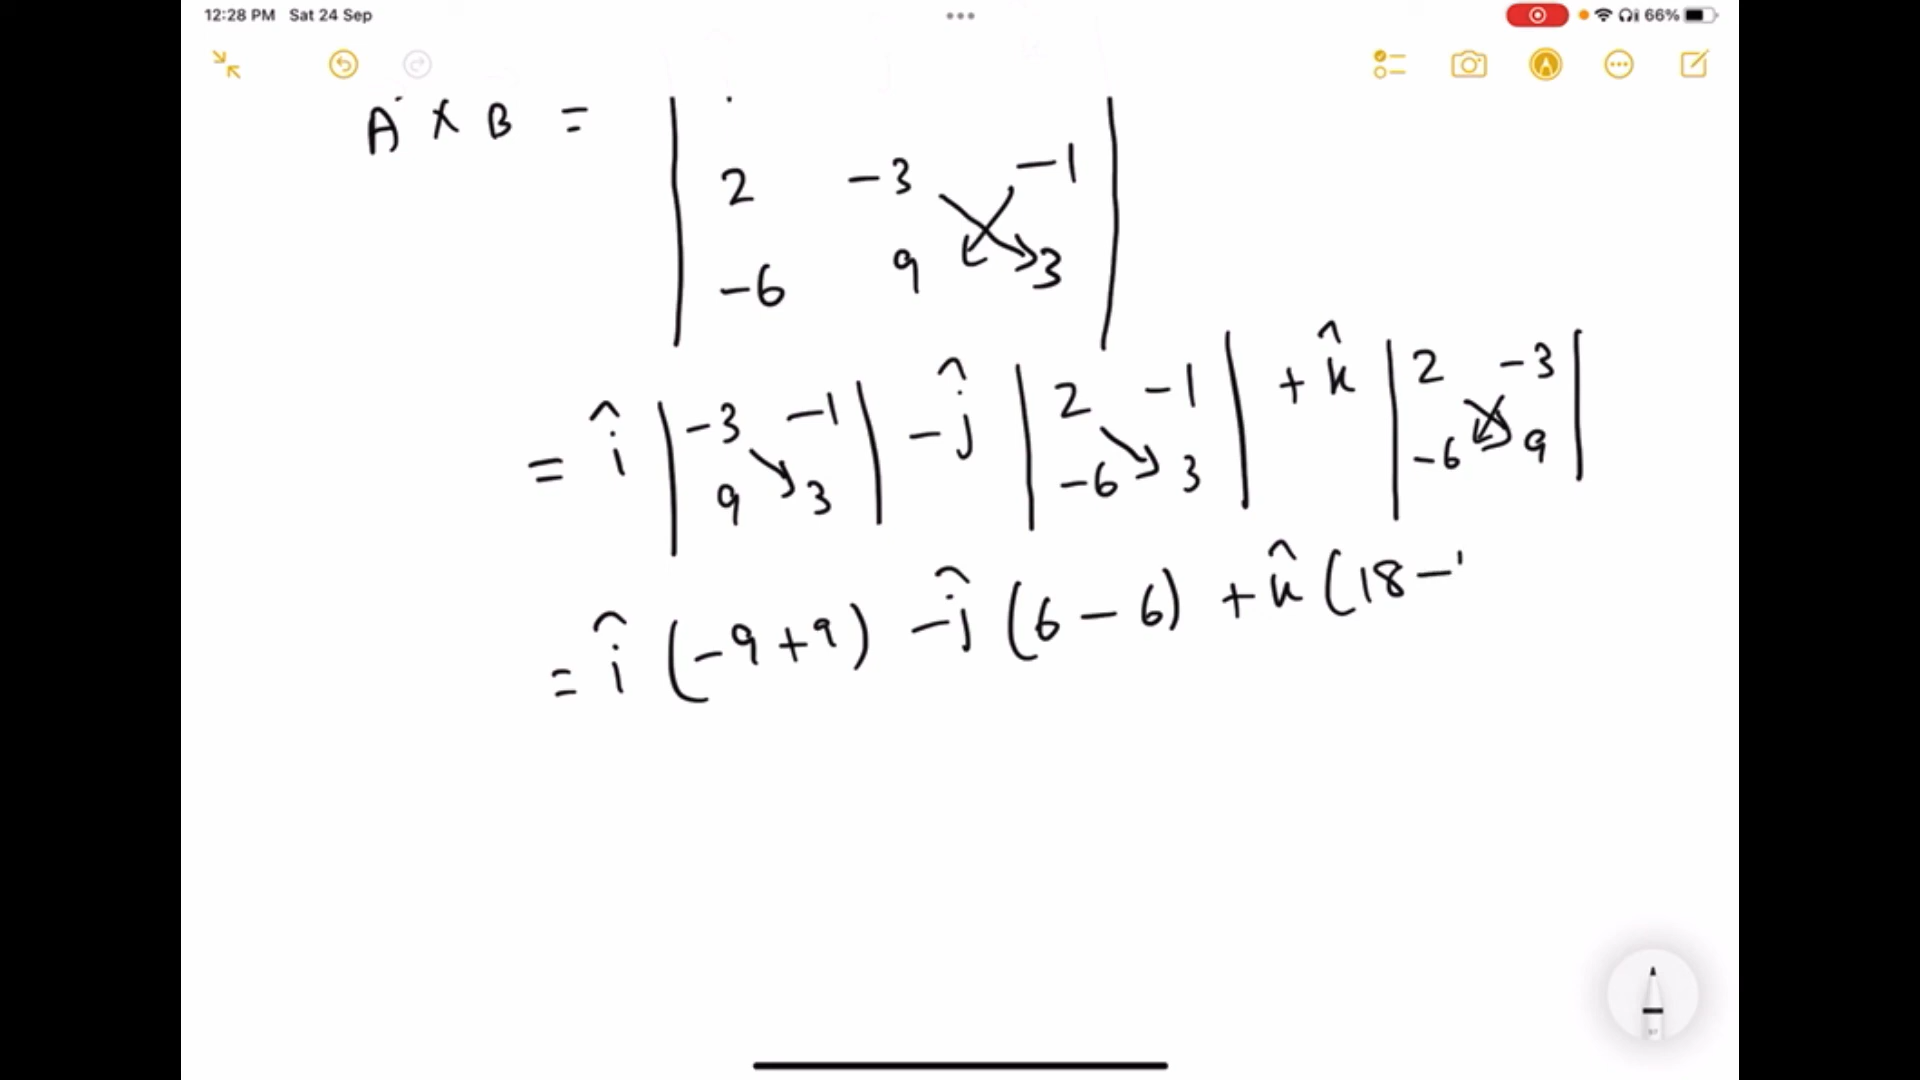 12:28 PM Sat 24 Sep 66%
A × B =
2 -3 -1
-6 9 3
= î | -3 -1 | - ĵ | 2 -1 | + k̂ | 2 -3 |
9 3 -6 3 -6 9
= î (-9+9) - ĵ (6 - 6) + k̂ (18 -